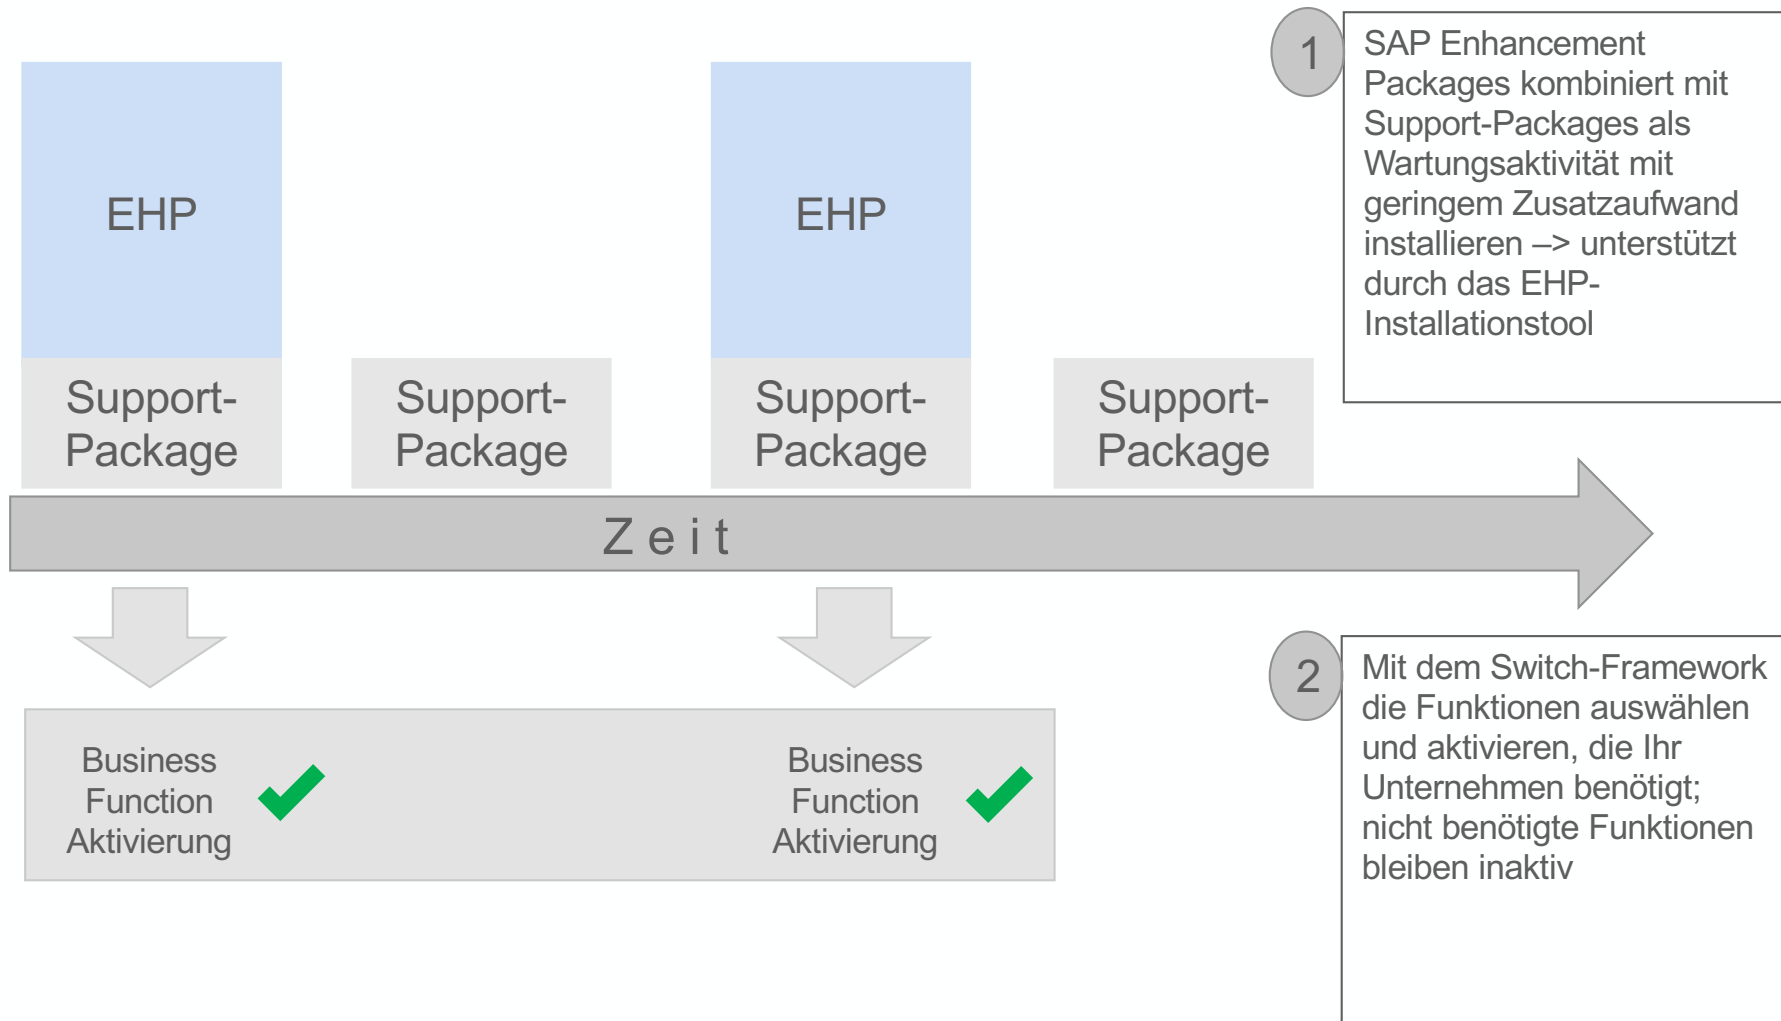 1
SAP Enhancement
Packages kombiniert mit
Support-Packages als
Wartungsaktivität mit
geringem Zusatzaufwand
installieren –> unterstützt
durch das EHP-
Installationstool
EHP
EHP
Support-
Package
Support-
Package
Support-
Package
Support-
Package
Zeit
2
Mit dem Switch-Framework
die Funktionen auswählen
und aktivieren, die Ihr
Unternehmen benötigt;
nicht benötigte Funktionen
bleiben inaktiv
Business
Function
Aktivierung
Business
Function
Aktivierung